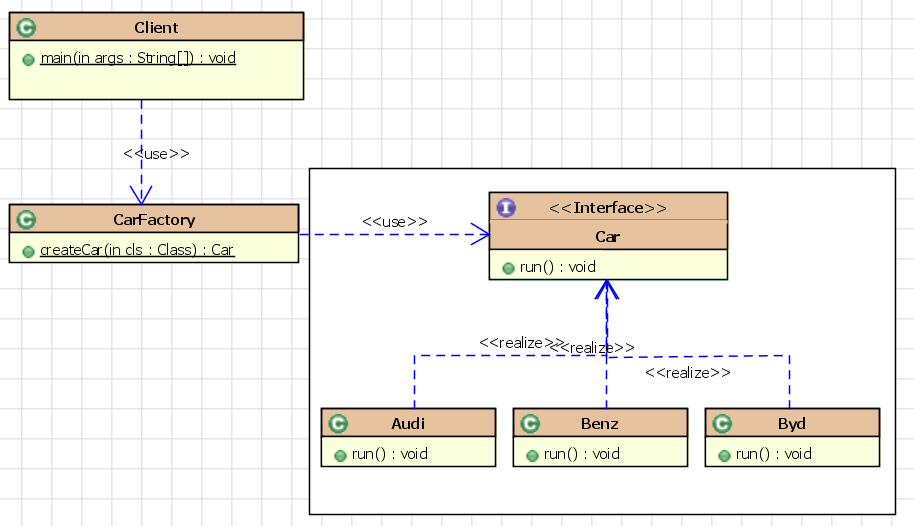 C Client
main(in args : String[]) : void
<<use>>
C CarFactory
createCar(in cls : Class) : Car
<<use>>
I <<Interface>>
Car
run() : void
<<realize>>
<<realize>>
<<realize>>
C Audi
run() : void
C Benz
run() : void
C Byd
run() : void